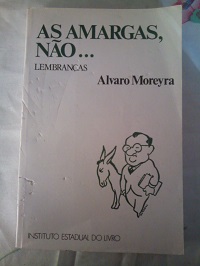 AS AMARGAS,
NÃO...
LEMBRANÇAS
Alvaro Moreyra
INSTITUTO ESTADUAL DO LIVRO